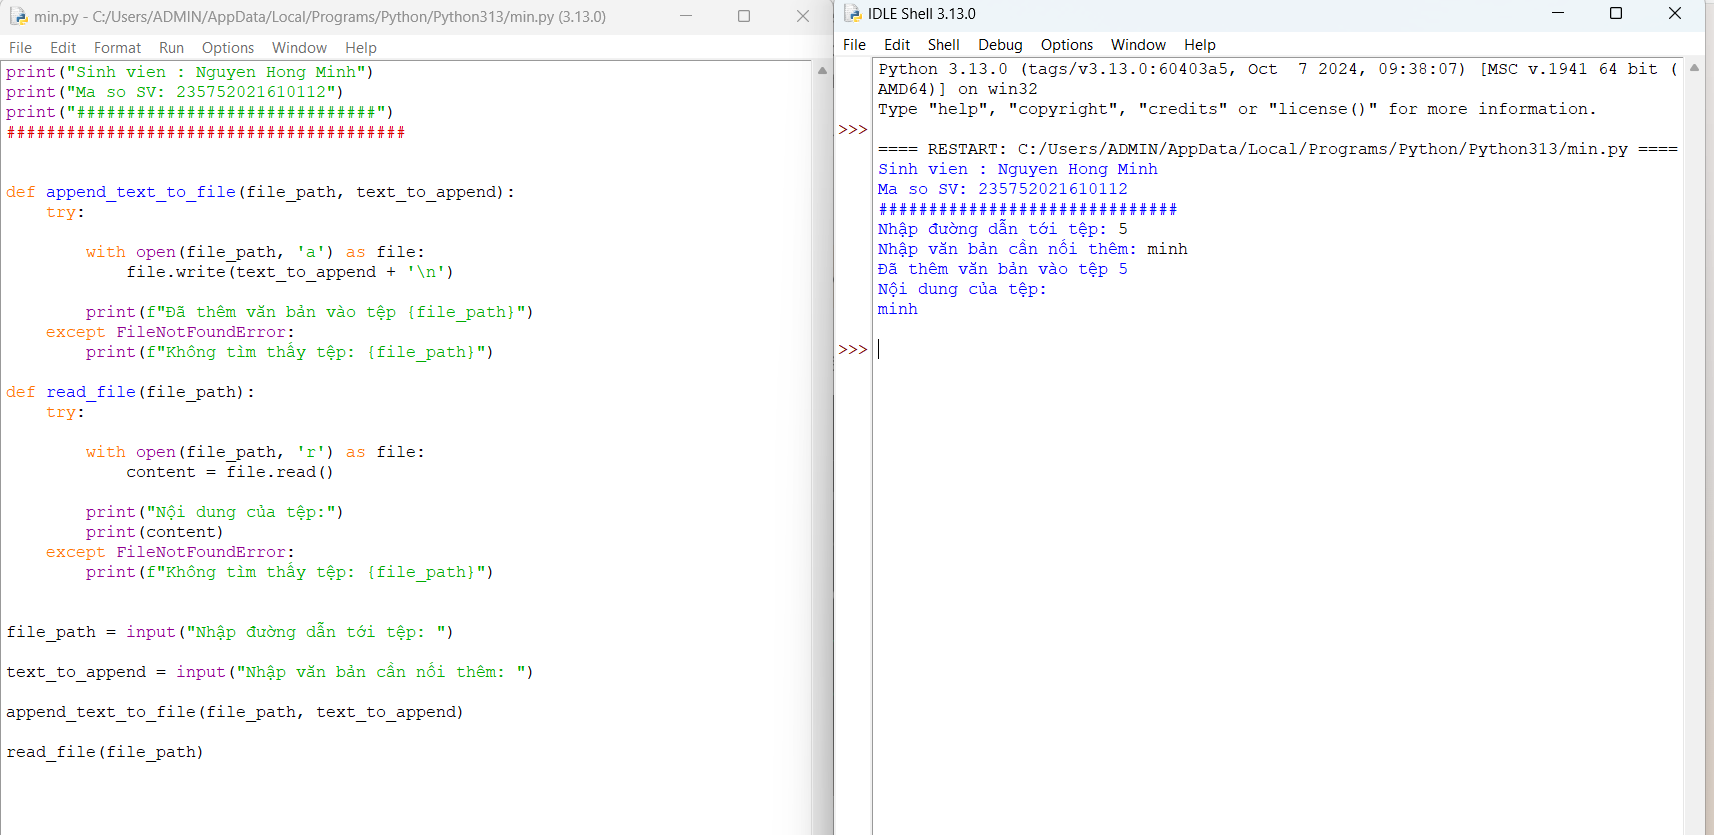 min.py - C:/Users/ADMIN/AppData/Local/Programs/Python/Python313/min.py (3.13.0)
File Edit Format Run Options Window Help
print("Sinh vien : Nguyen Hong Minh")
print("Ma so SV: 235752021610112")
print("##############################")
########################################
def append_text_to_file(file_path, text_to_append):
    try:
        with open(file_path, 'a') as file:
            file.write(text_to_append + '\n')
        print(f"Đã thêm văn bản vào tệp {file_path}")
    except FileNotFoundError:
        print(f"Không tìm thấy tệp: {file_path}")
def read_file(file_path):
    try:
        with open(file_path, 'r') as file:
            content = file.read()
        print("Nội dung của tệp:")
        print(content)
    except FileNotFoundError:
        print(f"Không tìm thấy tệp: {file_path}")
file_path = input("Nhập đường dẫn tới tệp: ")
text_to_append = input("Nhập văn bản cần nối thêm: ")
append_text_to_file(file_path, text_to_append)
read_file(file_path)
IDLE Shell 3.13.0
File Edit Shell Debug Options Window Help
Python 3.13.0 (tags/v3.13.0:60403a5, Oct  7 2024, 09:38:07) [MSC v.1941 64 bit (
AMD64)] on win32
Type "help", "copyright", "credits" or "license()" for more information.
>>>
==== RESTART: C:/Users/ADMIN/AppData/Local/Programs/Python/Python313/min.py ====
Sinh vien : Nguyen Hong Minh
Ma so SV: 235752021610112
##############################
Nhập đường dẫn tới tệp: 5
Nhập văn bản cần nối thêm: minh
Đã thêm văn bản vào tệp 5
Nội dung của tệp:
minh
>>>